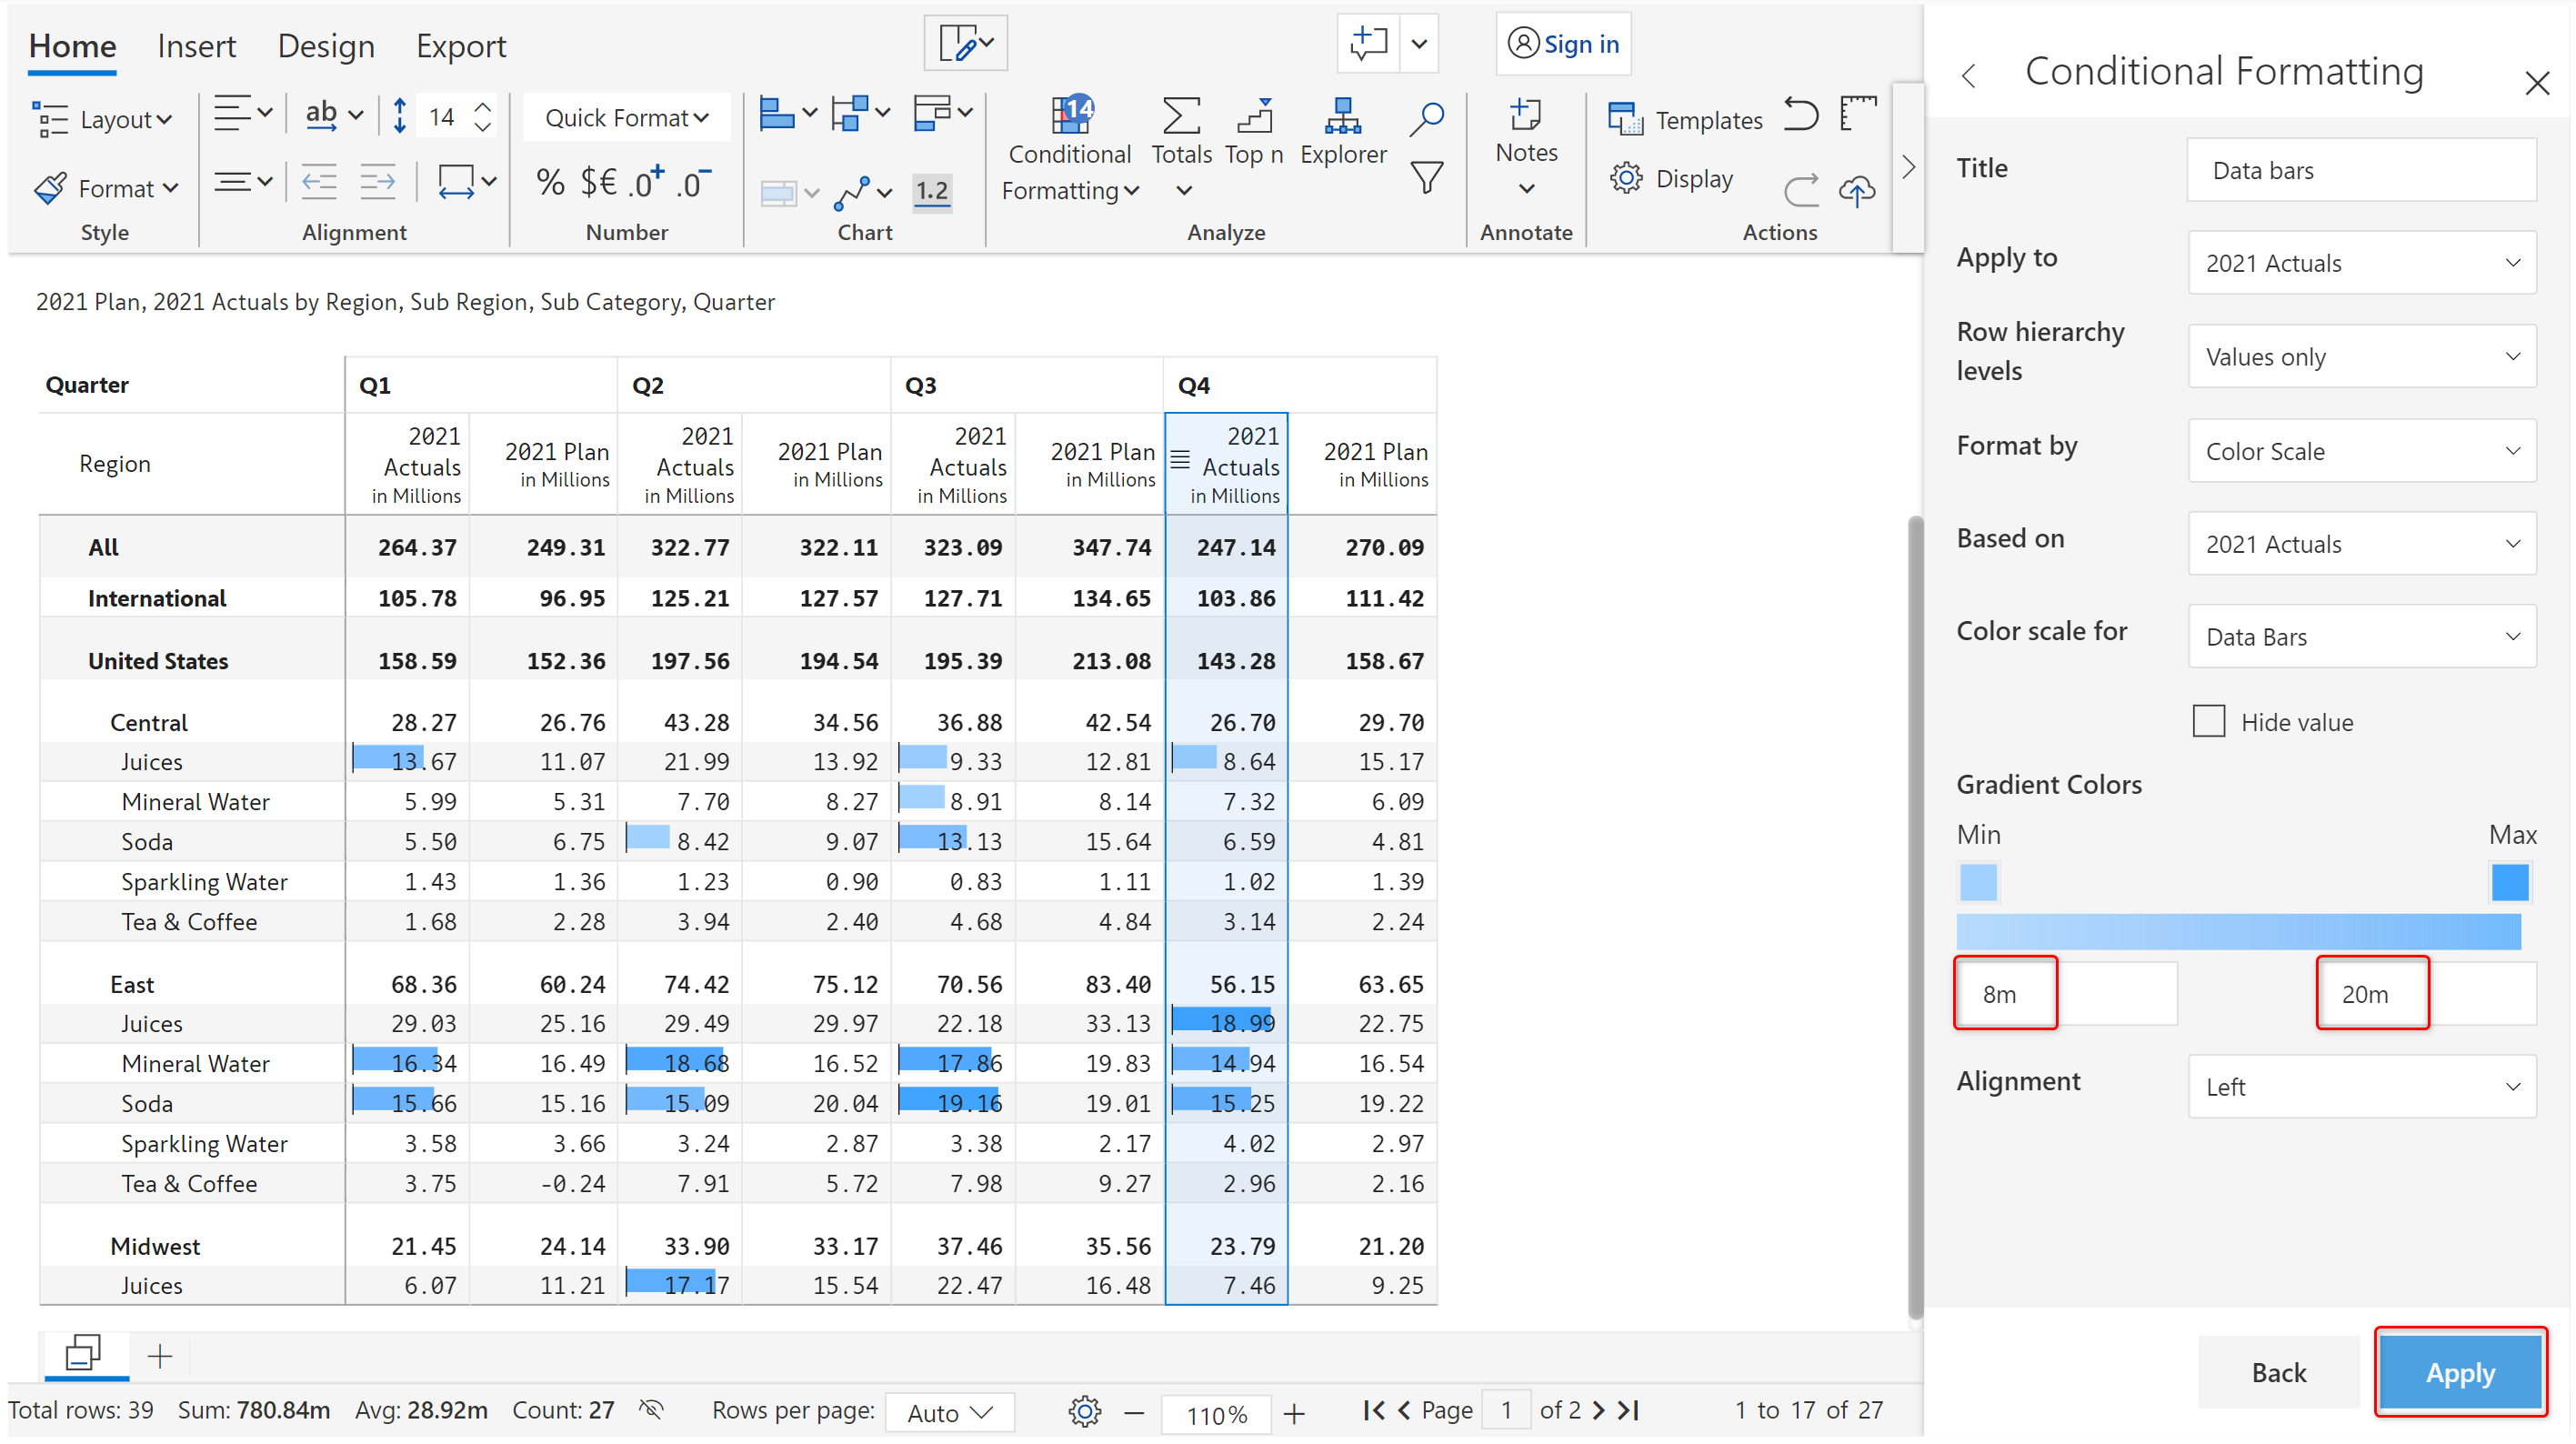 Home Insert Design Export
Sign in
Layout
ab
14
Quick Format
14
Conditional Formatting
Totals
Top n
Explorer
Notes
Templates
Format
% $€ .0+ .0-
1.2
Display
Style Alignment Number Chart Analyze Annotate Actions
2021 Plan, 2021 Actuals by Region, Sub Region, Sub Category, Quarter
Quarter Q1 Q2 Q3 Q4
Region 2021 Actuals in Millions 2021 Plan in Millions 2021 Actuals in Millions 2021 Plan in Millions 2021 Actuals in Millions 2021 Plan in Millions 2021 Actuals in Millions 2021 Plan in Millions
All 264.37 249.31 322.77 322.11 323.09 347.74 247.14 270.09
International 105.78 96.95 125.21 127.57 127.71 134.65 103.86 111.42
United States 158.59 152.36 197.56 194.54 195.39 213.08 143.28 158.67
Central 28.27 26.76 43.28 34.56 36.88 42.54 26.70 29.70
Juices 13.67 11.07 21.99 13.92 9.33 12.81 8.64 15.17
Mineral Water 5.99 5.31 7.70 8.27 8.91 8.14 7.32 6.09
Soda 5.50 6.75 8.42 9.07 13.13 15.64 6.59 4.81
Sparkling Water 1.43 1.36 1.23 0.90 0.83 1.11 1.02 1.39
Tea & Coffee 1.68 2.28 3.94 2.40 4.68 4.84 3.14 2.24
East 68.36 60.24 74.42 75.12 70.56 83.40 56.15 63.65
Juices 29.03 25.16 29.49 29.97 22.18 33.13 18.99 22.75
Mineral Water 16.34 16.49 18.68 16.52 17.86 19.83 14.94 16.54
Soda 15.66 15.16 15.09 20.04 19.16 19.01 15.25 19.22
Sparkling Water 3.58 3.66 3.24 2.87 3.38 2.17 4.02 2.97
Tea & Coffee 3.75 -0.24 7.91 5.72 7.98 9.27 2.96 2.16
Midwest 21.45 24.14 33.90 33.17 37.46 35.56 23.79 21.20
Juices 6.07 11.21 17.17 15.54 22.47 16.48 7.46 9.25
Total rows: 39 Sum: 780.84m Avg: 28.92m Count: 27 Rows per page: Auto 110% Page 1 of 2 1 to 17 of 27
Conditional Formatting
Title Data bars
Apply to 2021 Actuals
Row hierarchy levels Values only
Format by Color Scale
Based on 2021 Actuals
Color scale for Data Bars
Hide value
Gradient Colors
Min Max
8m 20m
Alignment Left
Back Apply